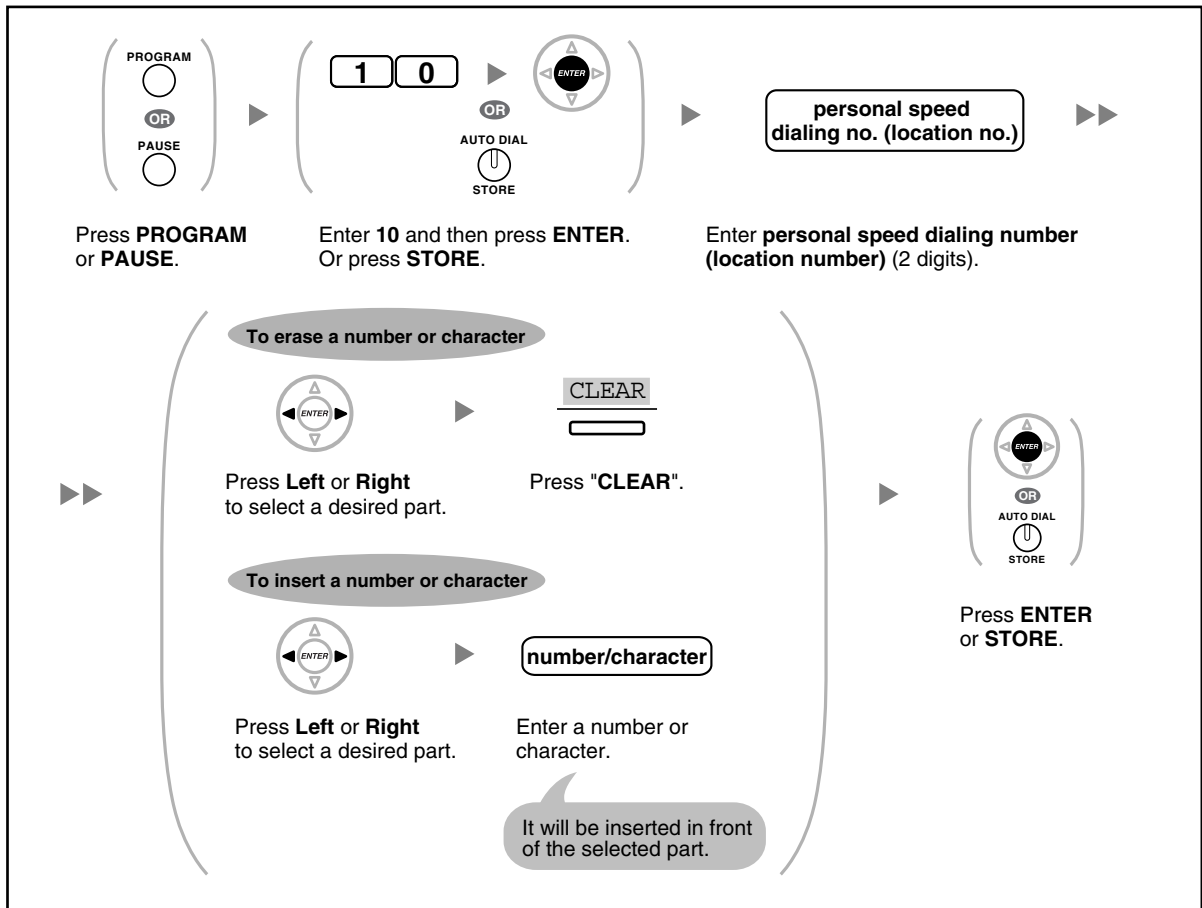 PROGRAM
OR
PAUSE
1 0
ENTER
OR
AUTO DIAL
STORE
personal speed
dialing no. (location no.)
Press PROGRAM
or PAUSE.
Enter 10 and then press ENTER.
Or press STORE.
Enter personal speed dialing number
(location number) (2 digits).
To erase a number or character
ENTER
CLEAR
Press Left or Right
to select a desired part.
Press "CLEAR".
To insert a number or character
ENTER
number/character
Press Left or Right
to select a desired part.
Enter a number or
character.
It will be inserted in front
of the selected part.
ENTER
OR
AUTO DIAL
STORE
Press ENTER
or STORE.